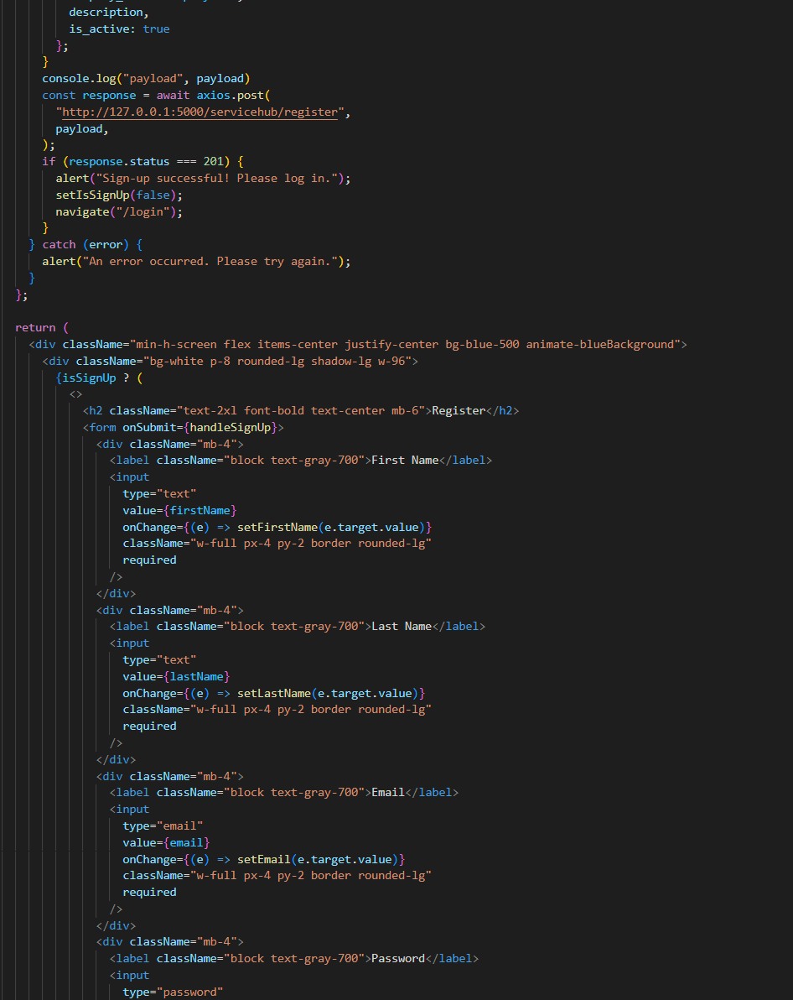 description,
is_active: true
};
}
console.log("payload", payload)
const response = await axios.post(
"http://127.0.0.1:5000/servicehub/register",
payload,
);
if (response.status === 201) {
alert("Sign-up successful! Please log in.");
setIsSignUp(false);
navigate("/login");
}
} catch (error) {
alert("An error occurred. Please try again.");
}
};
return (
<div className="min-h-screen flex items-center justify-center bg-blue-500 animate-blueBackground">
<div className="bg-white p-8 rounded-lg shadow-lg w-96">
{isSignUp ? (
<>
<h2 className="text-2xl font-bold text-center mb-6">Register</h2>
<form onSubmit={handleSignUp}>
<div className="mb-4">
<label className="block text-gray-700">First Name</label>
<input
type="text"
value={firstName}
onChange={(e) => setFirstName(e.target.value)}
className="w-full px-4 py-2 border rounded-lg"
required
/>
</div>
<div className="mb-4">
<label className="block text-gray-700">Last Name</label>
<input
type="text"
value={lastName}
onChange={(e) => setLastName(e.target.value)}
className="w-full px-4 py-2 border rounded-lg"
required
/>
</div>
<div className="mb-4">
<label className="block text-gray-700">Email</label>
<input
type="email"
value={email}
onChange={(e) => setEmail(e.target.value)}
className="w-full px-4 py-2 border rounded-lg"
required
/>
</div>
<div className="mb-4">
<label className="block text-gray-700">Password</label>
<input
type="password"